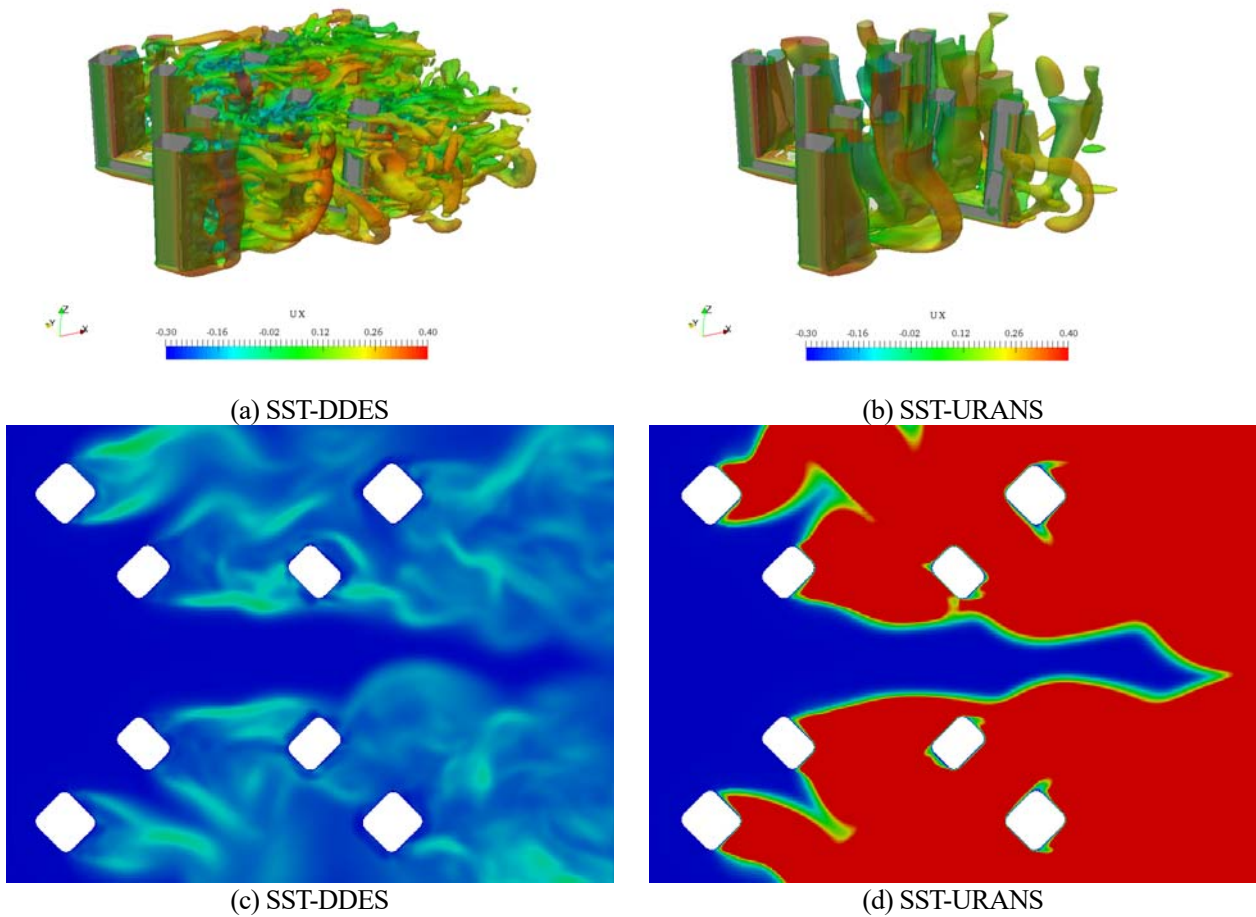 Z
Y
X
UX
-0.30 -0.16 -0.02 0.12 0.26 0.40
(a) SST-DDES
Z
Y
X
UX
-0.30 -0.16 -0.02 0.12 0.26 0.40
(b) SST-URANS
(c) SST-DDES
(d) SST-URANS